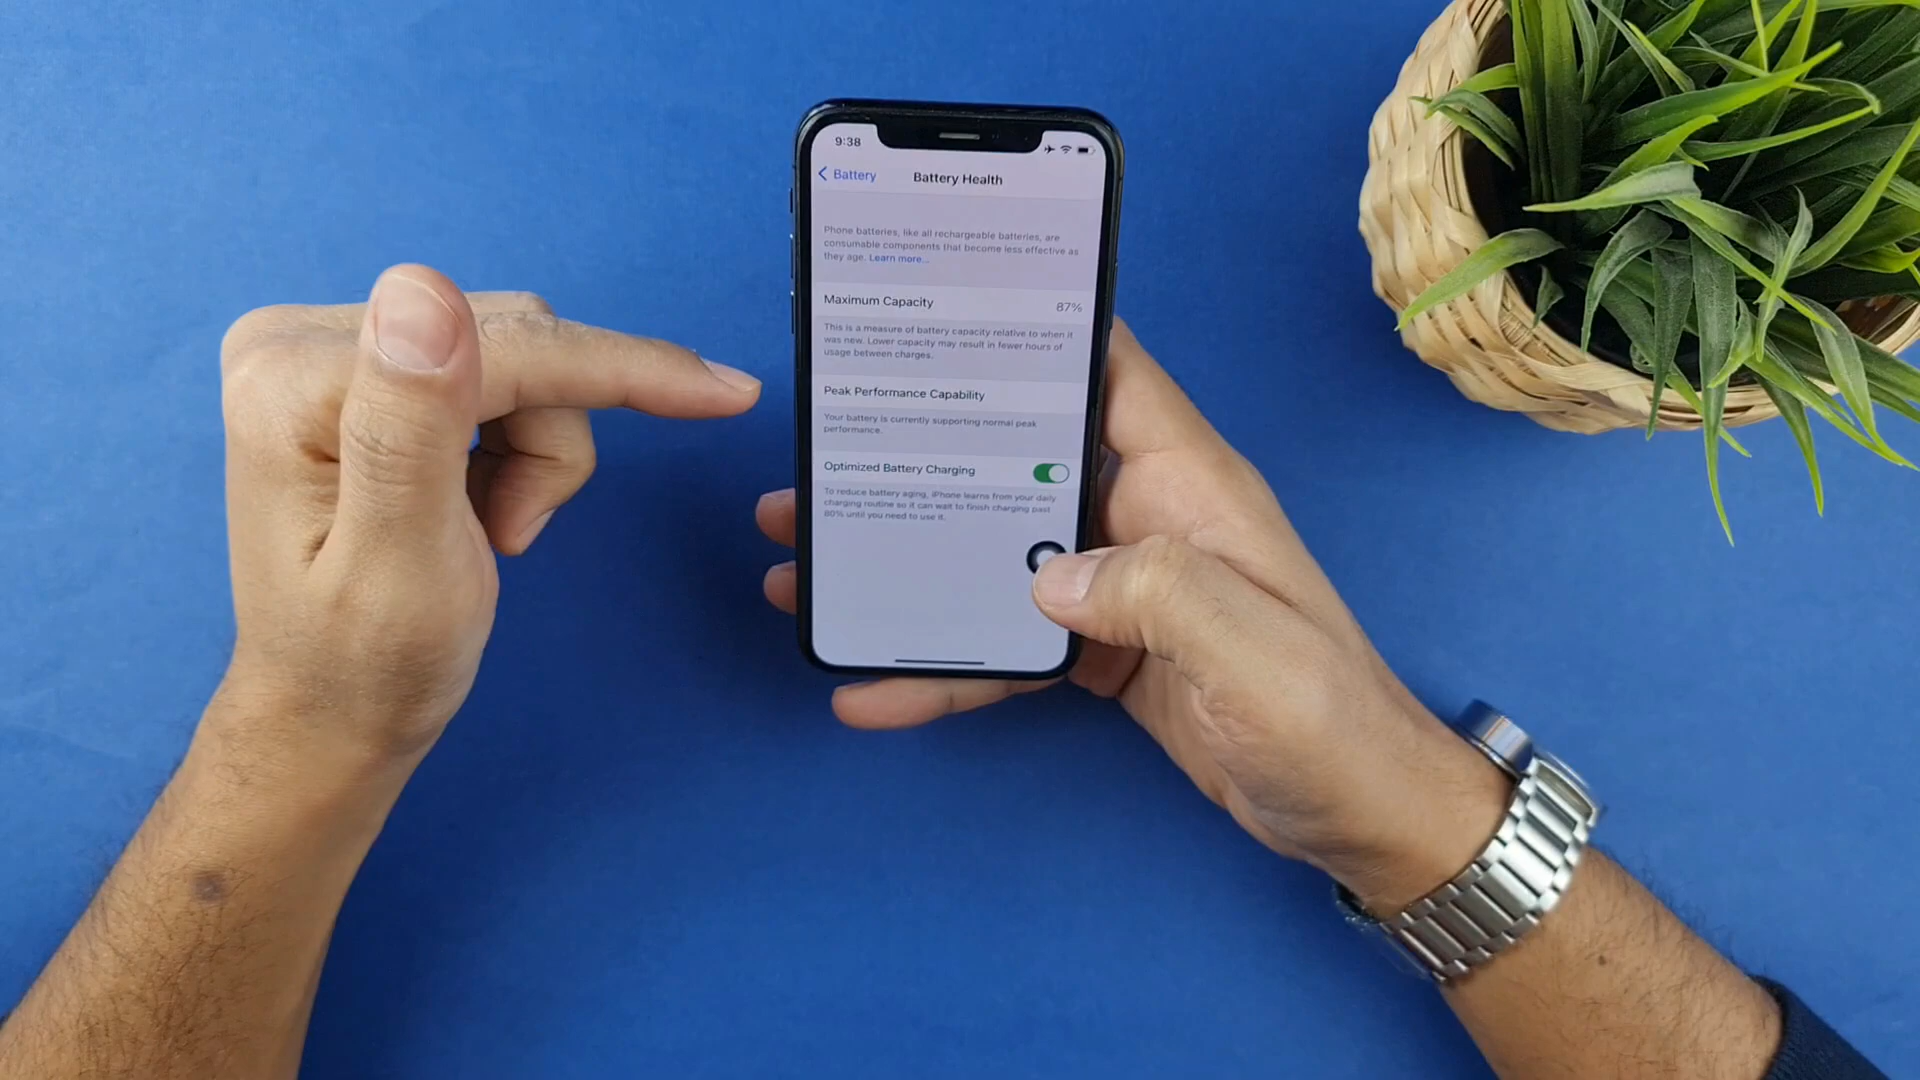 9:38
Battery
Battery Health
Phone batteries, like all rechargeable batteries, are
consumable components that become less effective as
they age. Learn more...
Maximum Capacity 87%
This is a measure of battery capacity relative to when it
was new. Lower capacity may result in fewer hours of
usage between charges.
Peak Performance Capability
Your battery is currently supporting normal peak
performance.
Optimized Battery Charging
To reduce battery aging, iPhone learns from your daily
charging routine so it can wait to finish charging past
80% until you need to use it.